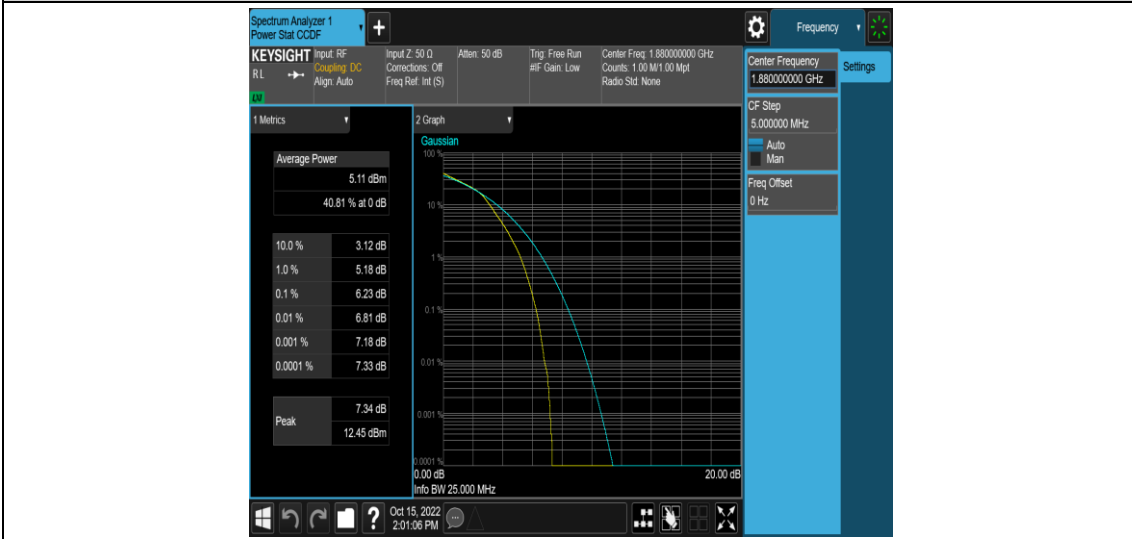 Spectrum Analyzer 1
Power Stat CCDF
+
Frequency
KEYSIGHT
R L
LXI
Input: RF
Coupling: DC
Align: Auto
Input Z: 50 Ω
Corrections: Off
Freq Ref: Int (S)
Atten: 50 dB
Trig: Free Run
#IF Gain: Low
Center Freq: 1.880000000 GHz
Counts: 1.00 M/1.00 Mpt
Radio Std: None
Center Frequency
1.880000000 GHz
Settings
CF Step
5.000000 MHz
Auto
Man
Freq Offset
0 Hz
1 Metrics
Average Power
5.11 dBm
40.81 % at 0 dB
10.0 % 3.12 dB
1.0 % 5.18 dB
0.1 % 6.23 dB
0.01 % 6.81 dB
0.001 % 7.18 dB
0.0001 % 7.33 dB
Peak 7.34 dB
12.45 dBm
2 Graph
Gaussian
100 %
10 %
1 %
0.1 %
0.01 %
0.001 %
0.0001 %
0.00 dB 20.00 dB
Info BW 25.000 MHz
?
Oct 15, 2022
2:01:06 PM